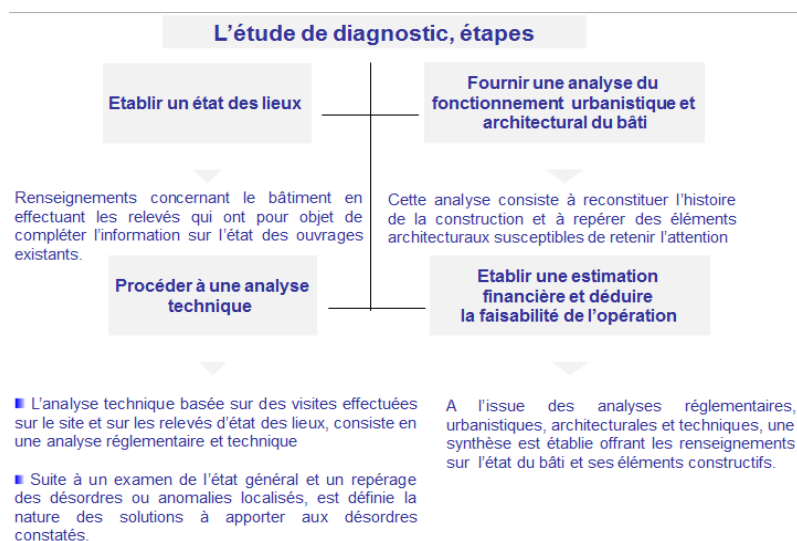 L'étude de diagnostic, étapes
Etablir un état des lieux
Fournir une analyse du
fonctionnement urbanistique et
architectural du bâti
Renseignements concernant le bâtiment en
effectuant les relevés qui ont pour objet de
compléter l'information sur l'état des ouvrages
existants.
Cette analyse consiste à reconstituer l'histoire
de la construction et à repérer des éléments
architecturaux susceptibles de retenir l'attention
Procéder à une analyse
technique
Etablir une estimation
financière et déduire
la faisabilité de l'opération
L'analyse technique basée sur des visites effectuées
sur le site et sur les relevés d'état des lieux, consiste en
une analyse réglementaire et technique
Suite à un examen de l'état général et un repérage
des désordres ou anomalies localisés, est définie la
nature des solutions à apporter aux désordres
constatés.
A l'issue des analyses réglementaires,
urbanistiques, architecturales et techniques, une
synthèse est établie offrant les renseignements
sur l'état du bâti et ses éléments constructifs.